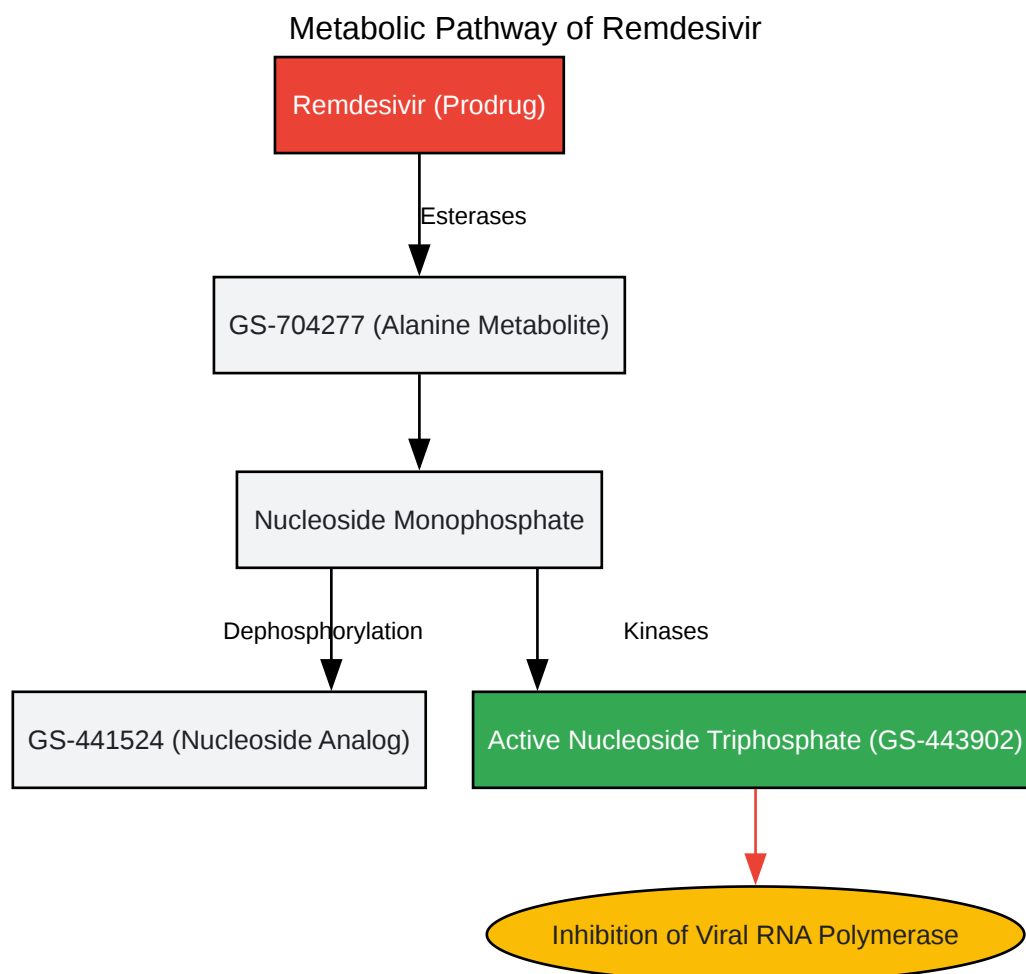 Metabolic Pathway of Remdesivir
Remdesivir (Prodrug)
Esterases
GS-704277 (Alanine Metabolite)
Nucleoside Monophosphate
Dephosphorylation
Kinases
GS-441524 (Nucleoside Analog)
Active Nucleoside Triphosphate (GS-443902)
Inhibition of Viral RNA Polymerase